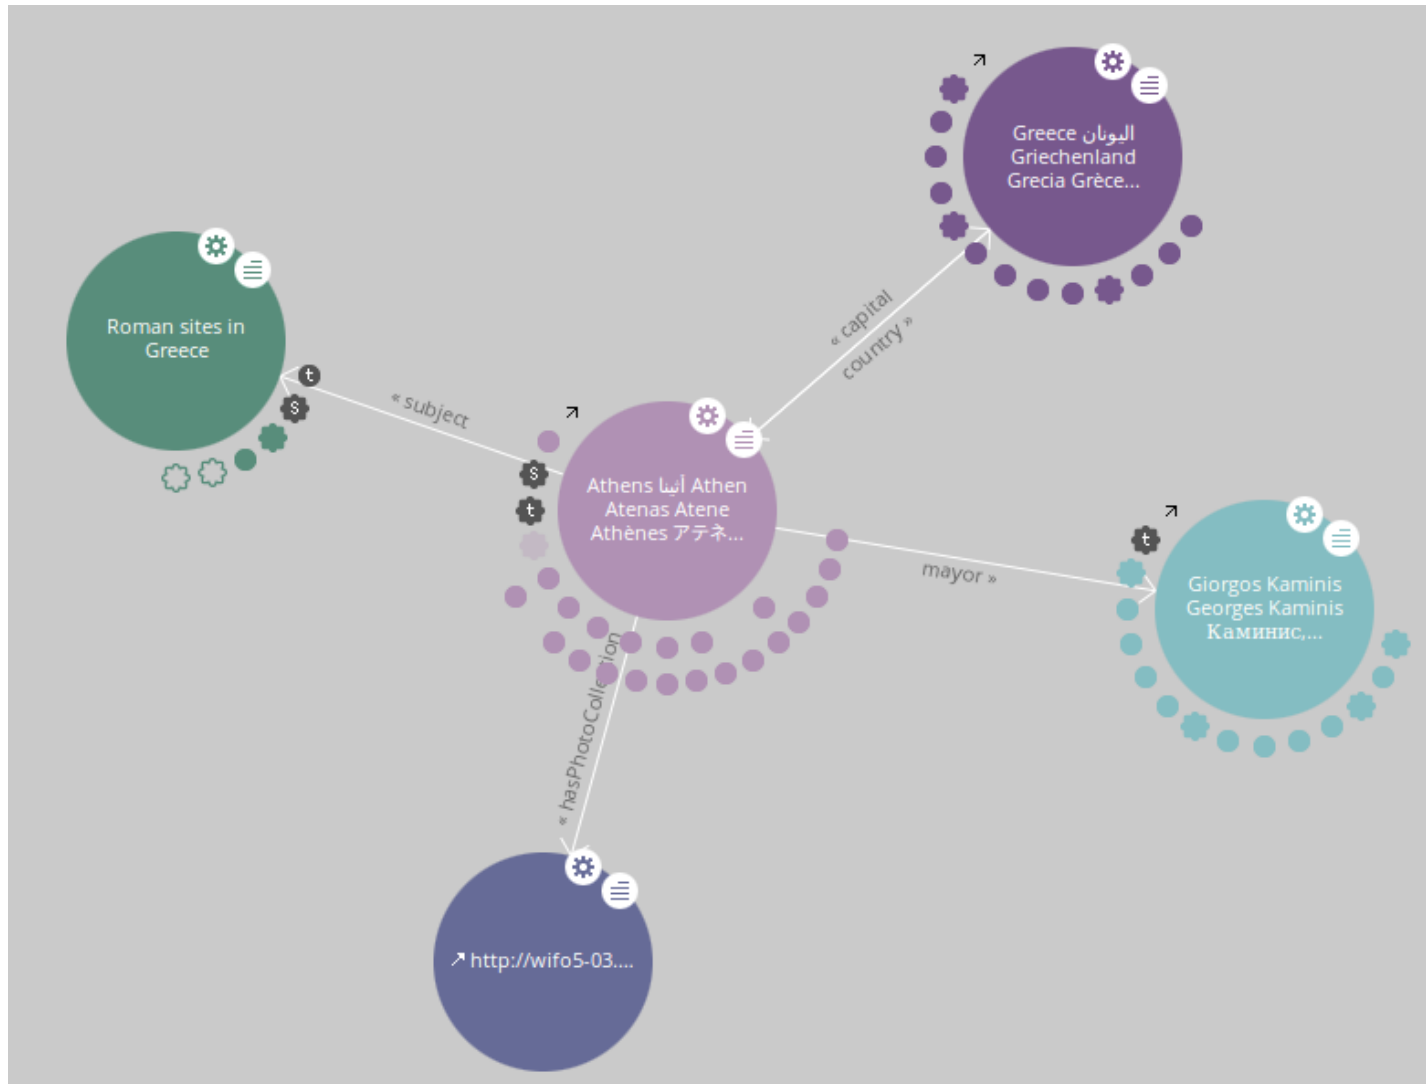 Greece اليونان
Griechenland
Grecia Grèce...
« capital
country »
Roman sites in
Greece
t
s
« subject
Athens أثينا Athen
Atenas Atene
Athènes アテネ...
s
t
mayor »
t
Giorgos Kaminis
Georges Kaminis
Каминис,...
« hasPhotoCollection
http://wifo5-03....